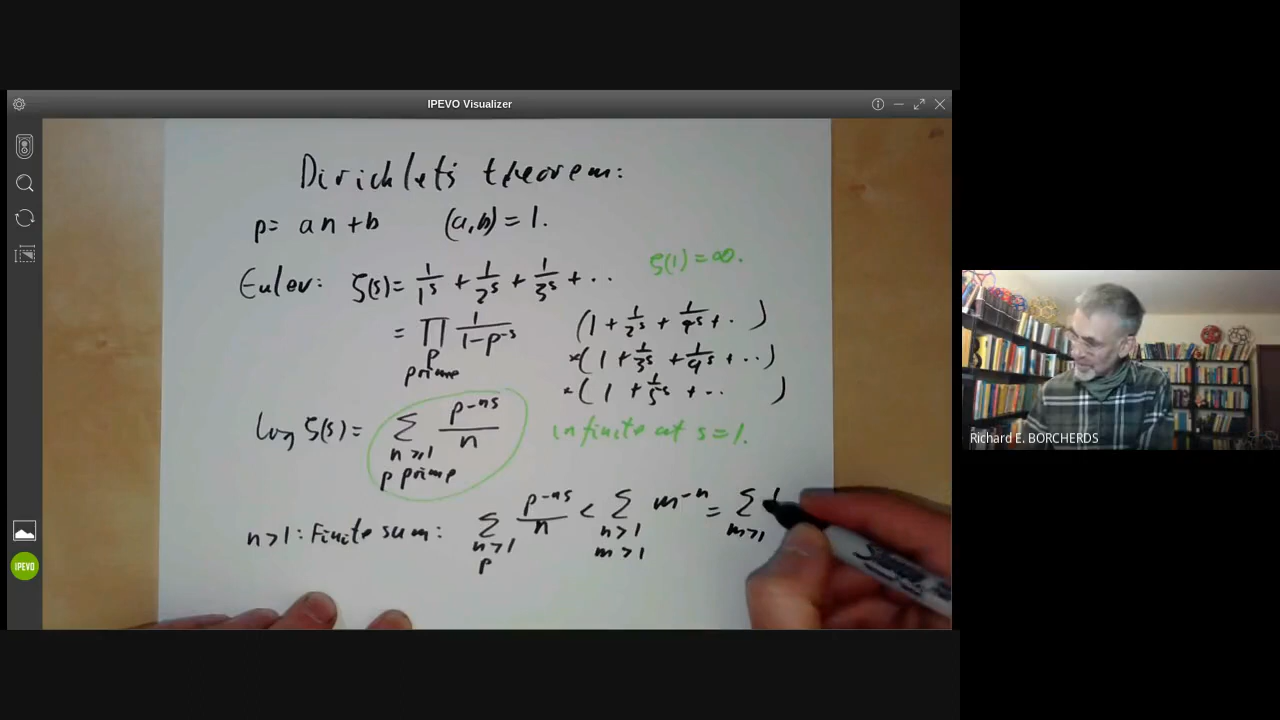 IPEVO Visualizer
Dirichlet's theorem:
p= an+b (a,b)=1.
Euler: ζ(s)= 1/1^s + 1/2^s + 1/3^s + ..
ζ(1)=∞.
= ∏ 1/(1-p^-s)
p
prime
(1+ 1/2^s + 1/4^s + . )
×(1+ 1/3^s + 1/9^s + ..)
×(1+ 1/5^s + .. )
log ζ(s)= ∑ p^-ns/n
n≥1
p prime
infinite at s=1.
n>1: Finite sum: ∑ p^-ns/n < ∑ m^-n = ∑ 1
n>1 n>1 m>1
p m>1
IPEVO
Richard E. BORCHERDS